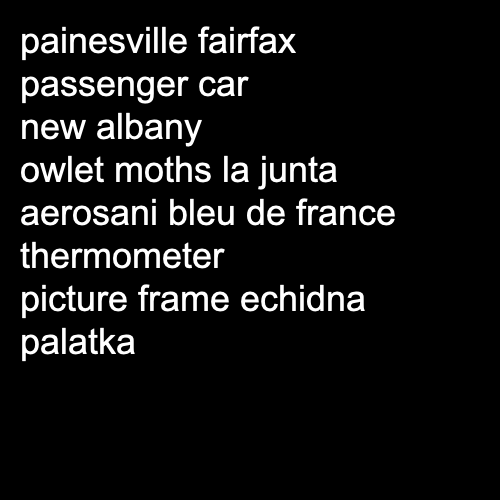 painesville fairfax
passenger car
new albany
owlet moths la junta
aerosani bleu de france
thermometer
picture frame echidna
palatka